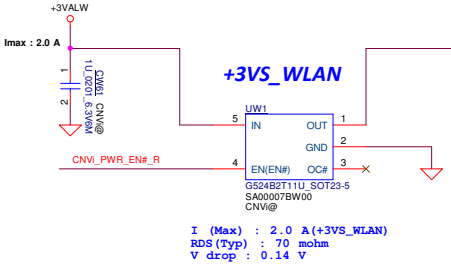 +3VALW
Imax : 2.0 A
1
2
CW61 CNVi@
1U_0201_6.3V6M
+3VS_WLAN
UW1
5 IN OUT 1
GND 2
CNVi_PWR_EN#_R 4 EN(EN#) OC# 3
G524B2T11U_SOT23-5
SA00007BW00
CNVi@
I (Max) : 2.0 A(+3VS_WLAN)
RDS(Typ) : 70 mohm
V drop : 0.14 V